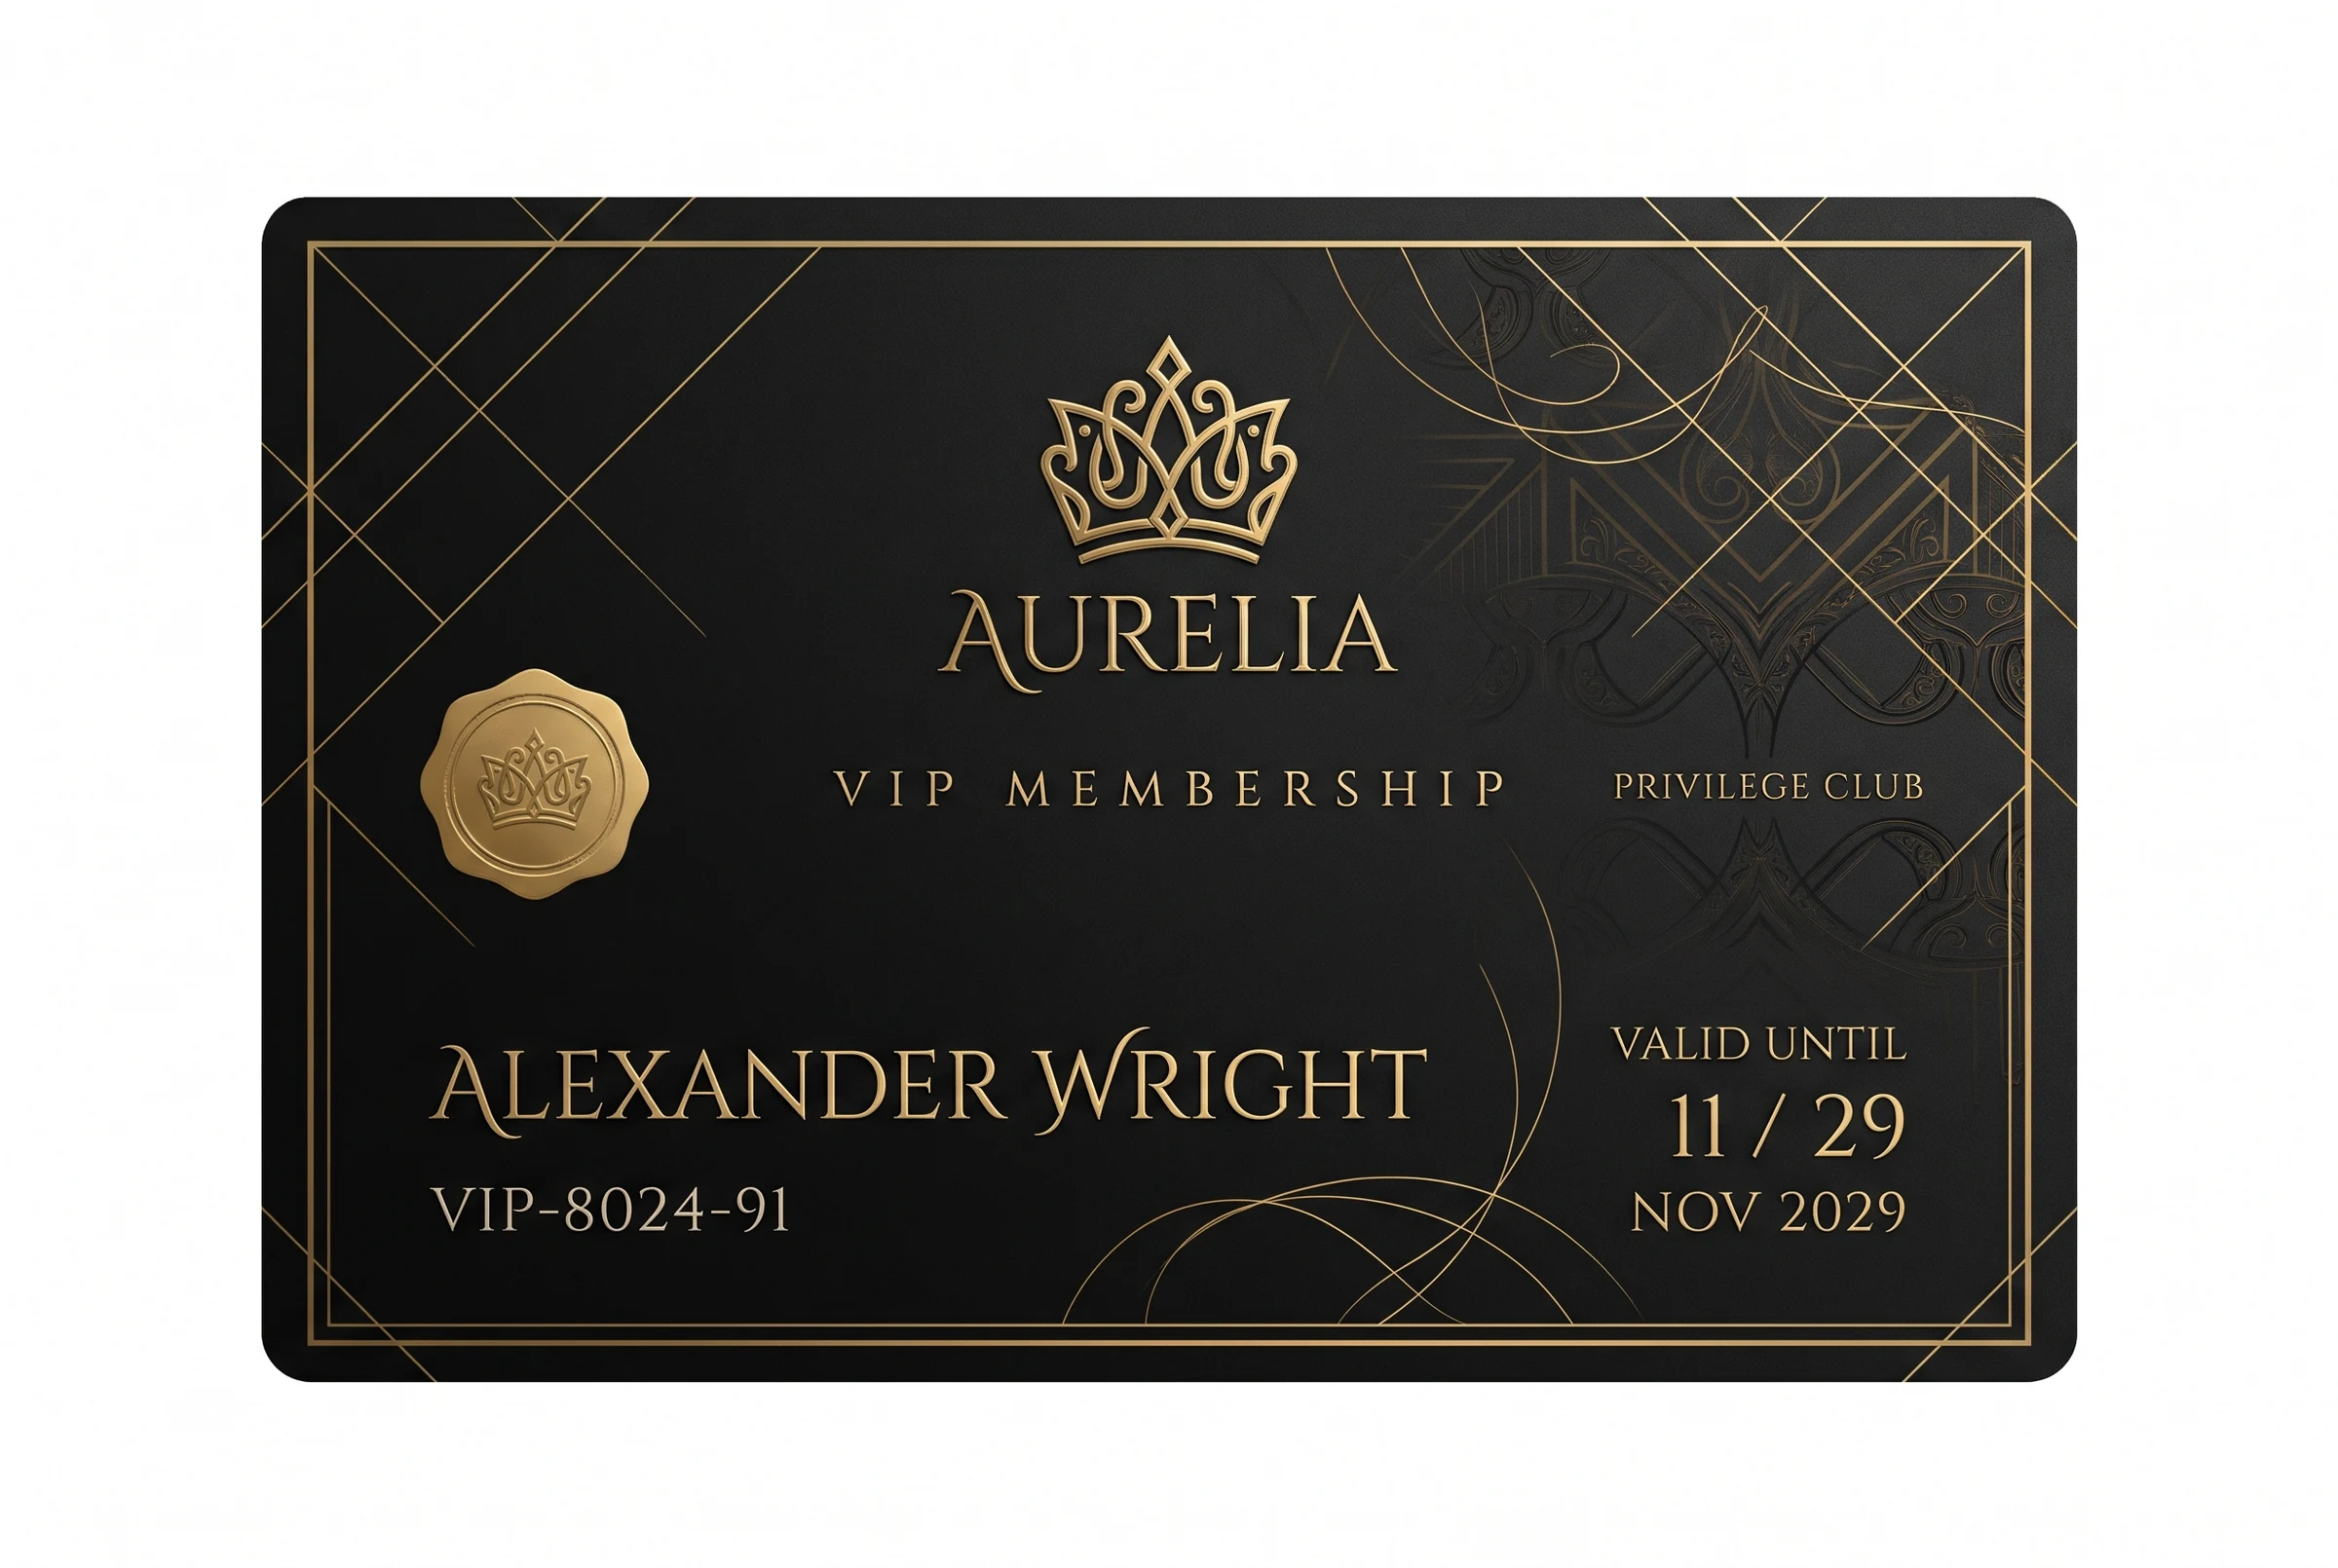 AURELIA
VIP MEMBERSHIP
PRIVILEGE CLUB
ALEXANDER WRIGHT
VIP-8024-91
VALID UNTIL
11 / 29
NOV 2029